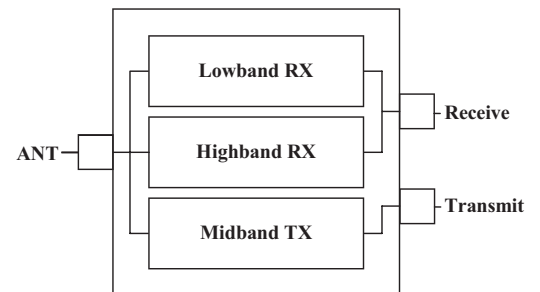 Lowband RX
Receive
ANT
Highband RX
Transmit
Midband TX